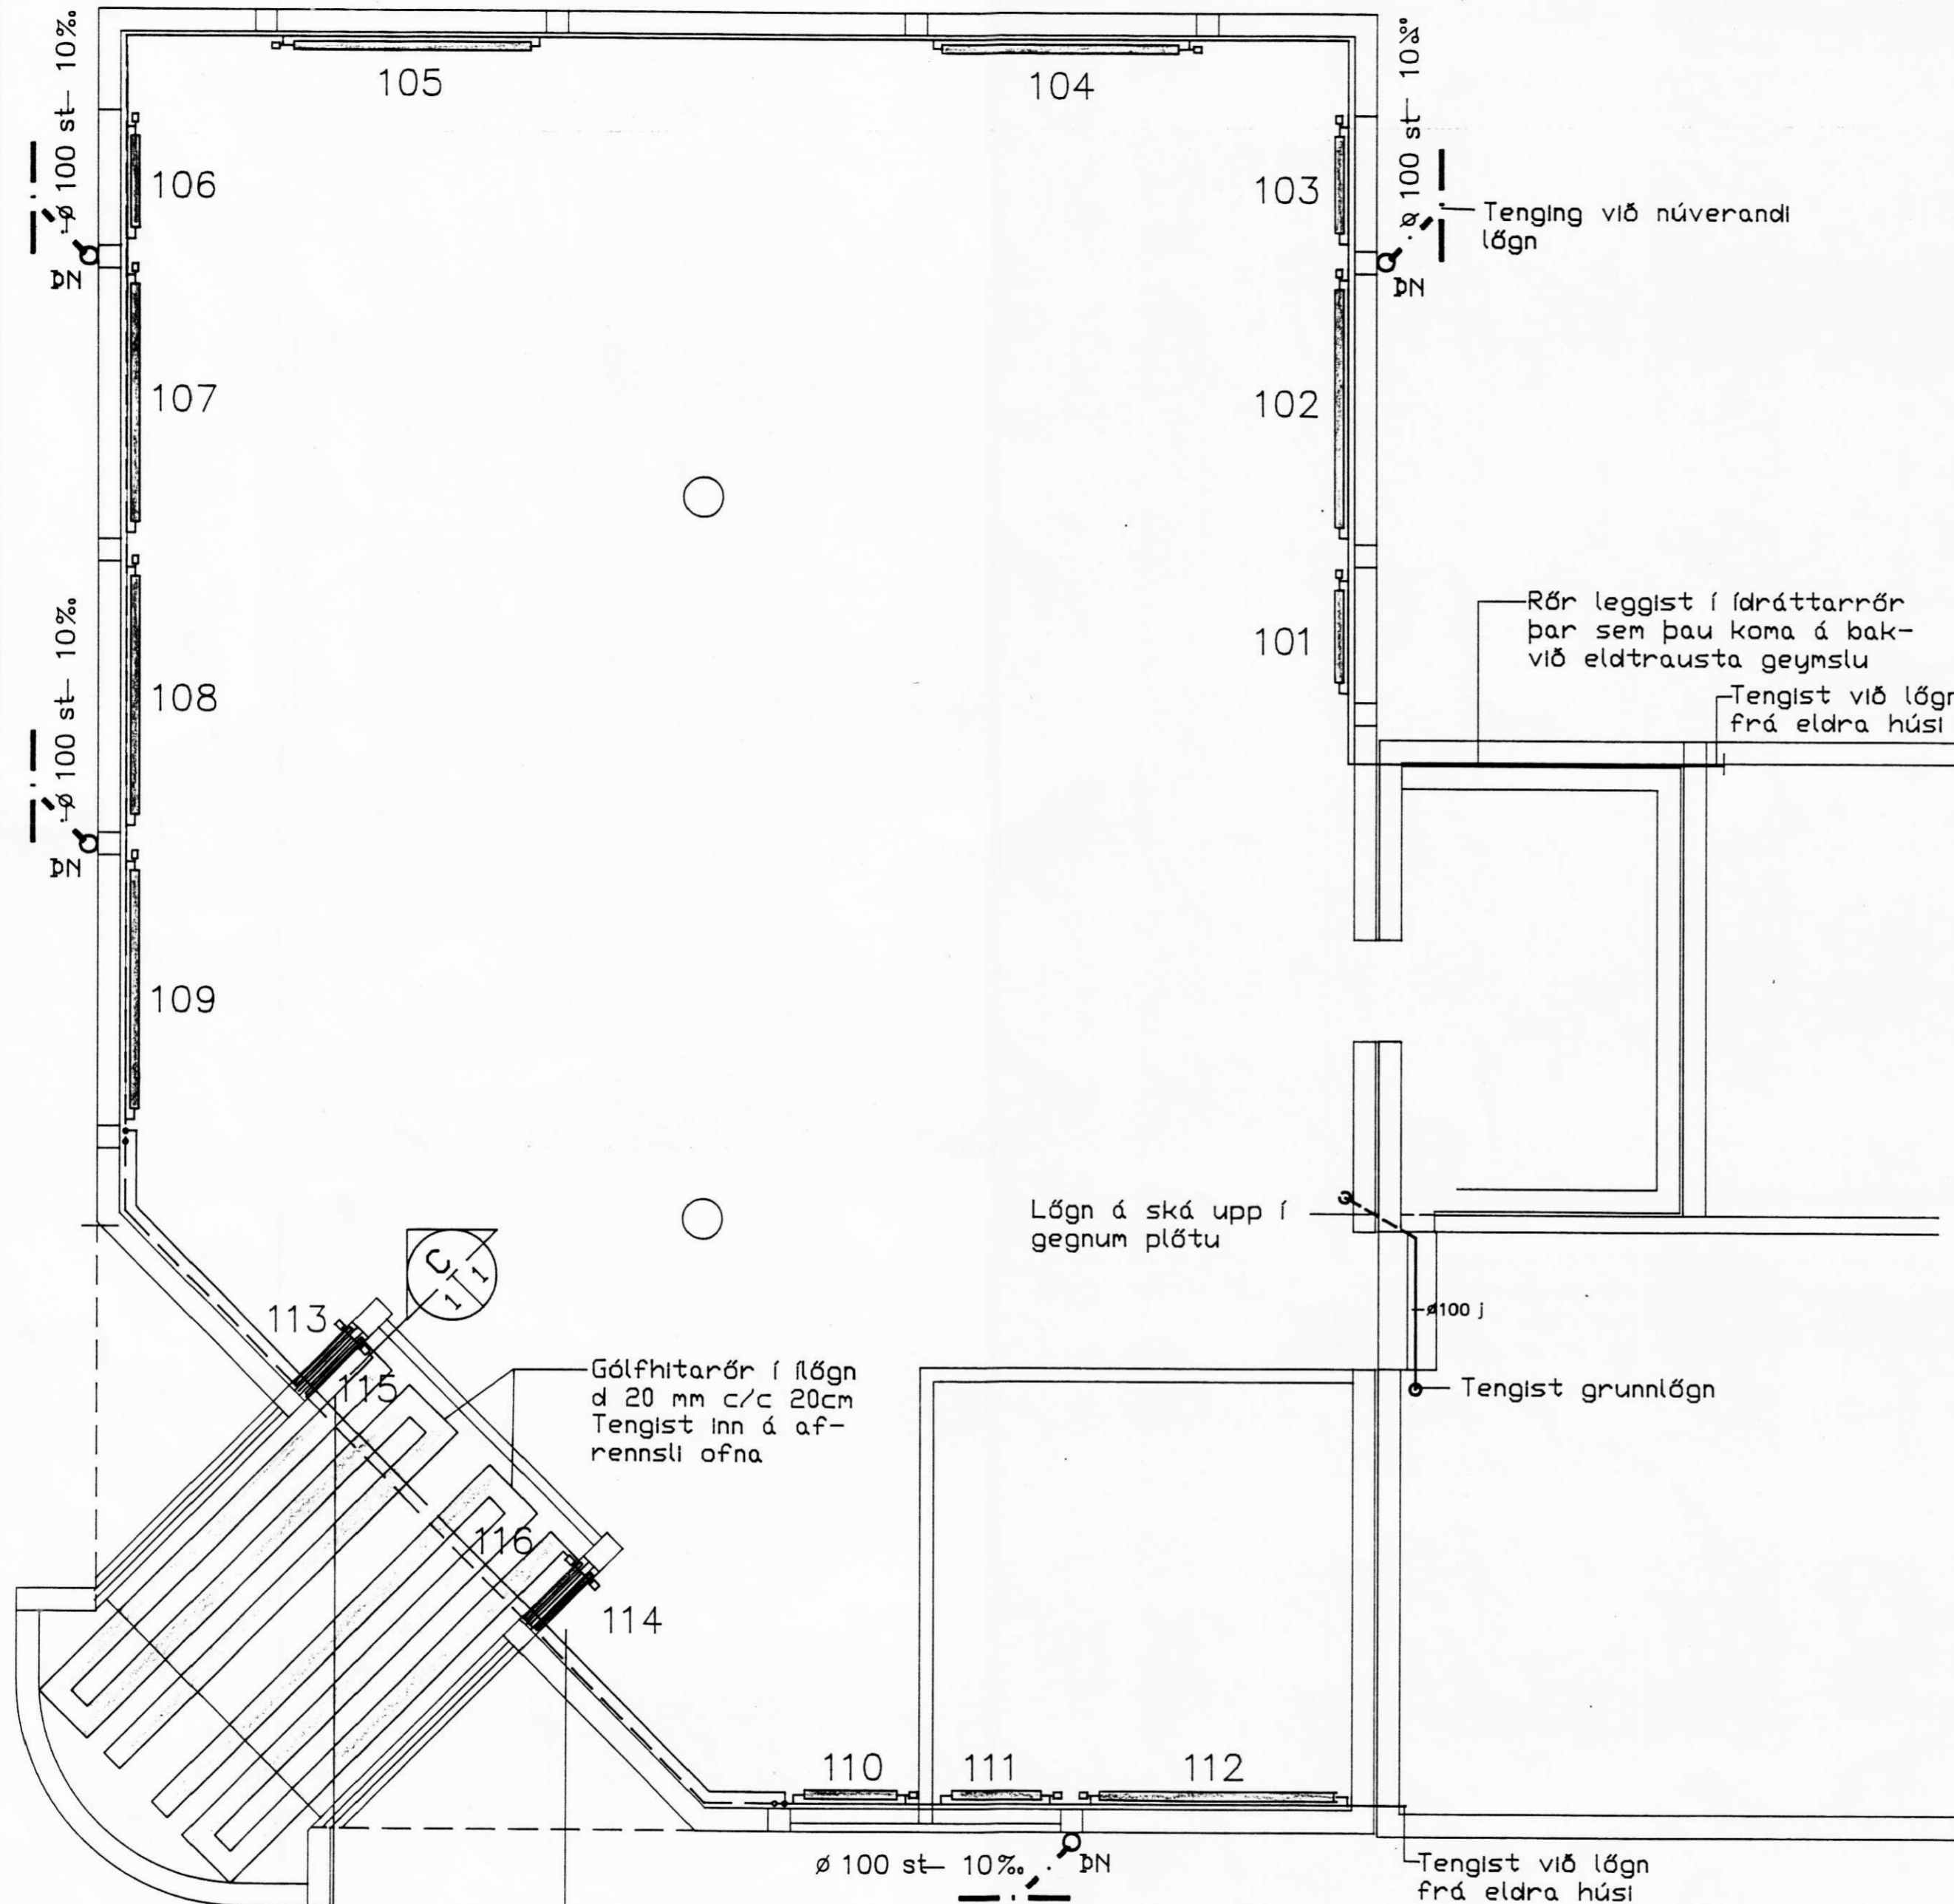 ø 100 st- 10‰
105
104
ø 100 st- 10‰
106
103
Tenging við núverandi
lögn
ÞN
ÞN
107
102
Rör leggist í ídráttarrör
þar sem þau koma á bak-
við eldtrausta geymslu
101
ø 100 st- 10‰
108
Tengist við lögn
frá eldra húsi
ÞN
109
Lögn á ská upp í
gegnum plötu
C
1 1
ø100 j
113
115
Gólfhitarör í ílögn
d 20 mm c/c 20cm
Tengist inn á af-
rennsli ofna
Tengist grunnlögn
116
114
110
111
112
ø 100 st- 10‰
ÞN
Tengist við lögn
frá eldra húsi